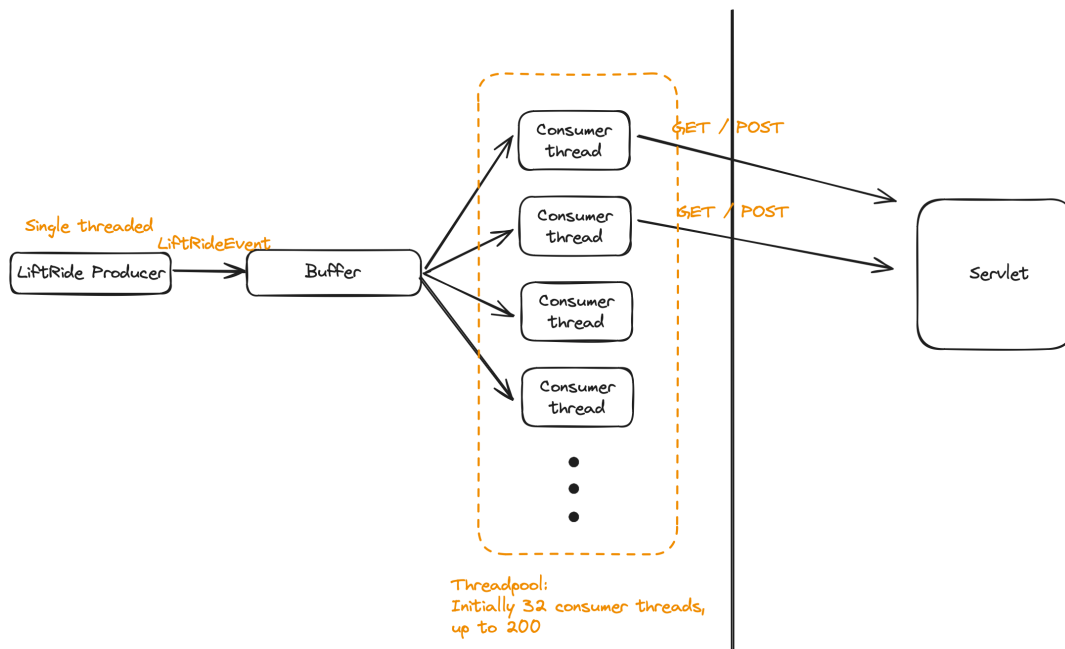 Single threaded
LiftRideEvent
LiftRide Producer
Buffer
Consumer
thread
Consumer
thread
Consumer
thread
Consumer
thread
GET / POST
GET / POST
Servlet
Threadpool:
Initially 32 consumer threads,
up to 200